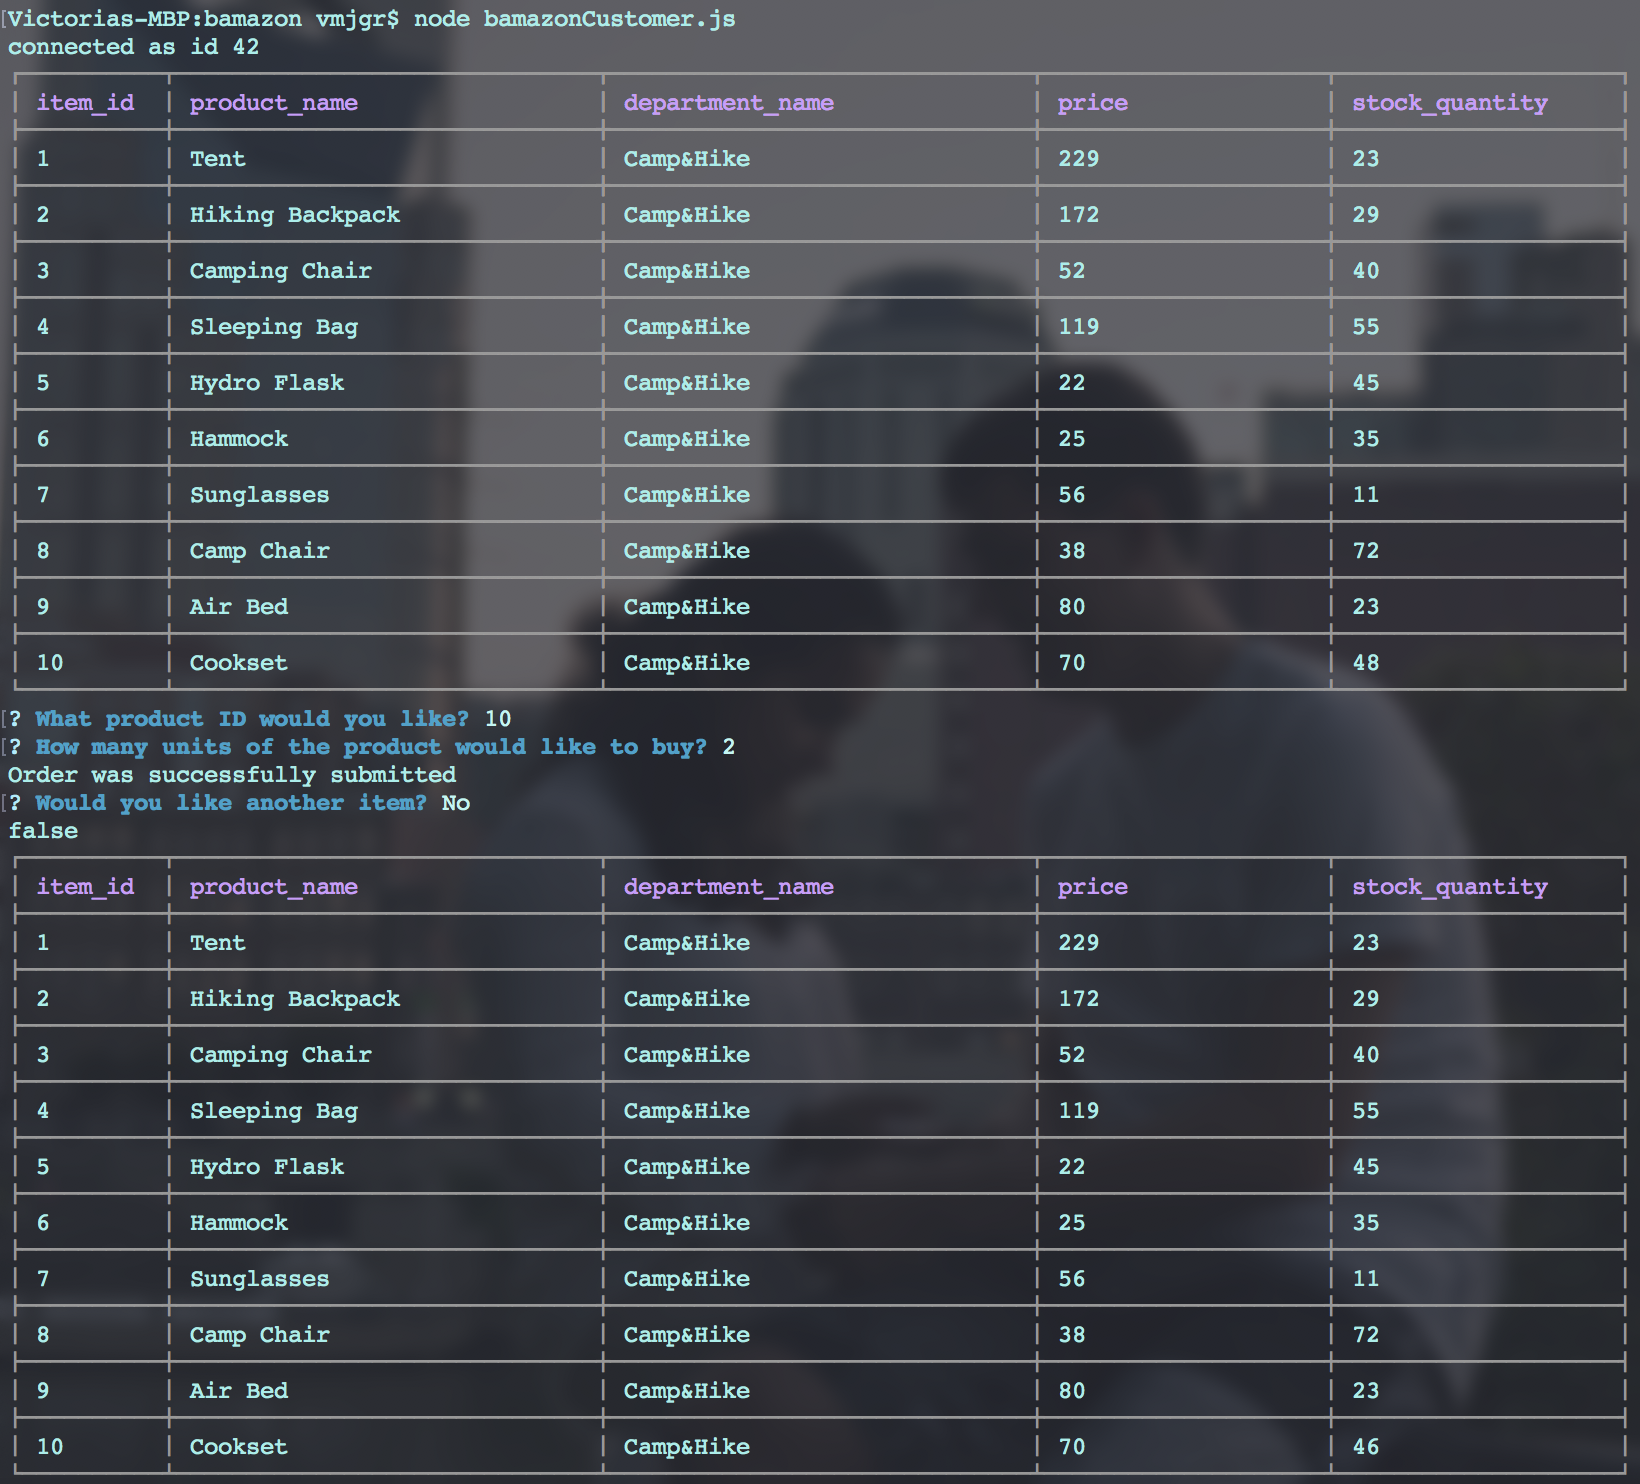 [Victorias-MBP:bamazon vmjgr$ node bamazonCustomer.js
connected as id 42
item_id product_name department_name price stock_quantity
1 Tent Camp&Hike 229 23
2 Hiking Backpack Camp&Hike 172 29
3 Camping Chair Camp&Hike 52 40
4 Sleeping Bag Camp&Hike 119 55
5 Hydro Flask Camp&Hike 22 45
6 Hammock Camp&Hike 25 35
7 Sunglasses Camp&Hike 56 11
8 Camp Chair Camp&Hike 38 72
9 Air Bed Camp&Hike 80 23
10 Cookset Camp&Hike 70 48
[? What product ID would you like? 10
[? How many units of the product would like to buy? 2
Order was successfully submitted
[? Would you like another item? No
false
item_id product_name department_name price stock_quantity
1 Tent Camp&Hike 229 23
2 Hiking Backpack Camp&Hike 172 29
3 Camping Chair Camp&Hike 52 40
4 Sleeping Bag Camp&Hike 119 55
5 Hydro Flask Camp&Hike 22 45
6 Hammock Camp&Hike 25 35
7 Sunglasses Camp&Hike 56 11
8 Camp Chair Camp&Hike 38 72
9 Air Bed Camp&Hike 80 23
10 Cookset Camp&Hike 70 46